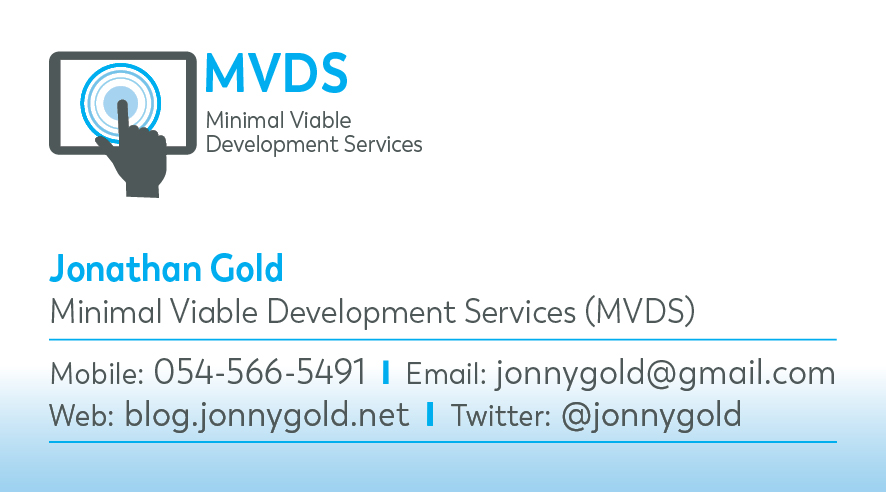 MVDS
Minimal Viable
Development Services
Jonathan Gold
Minimal Viable Development Services (MVDS)
Mobile: 054-566-5491 | Email: jonnygold@gmail.com
Web: blog.jonnygold.net | Twitter: @jonnygold